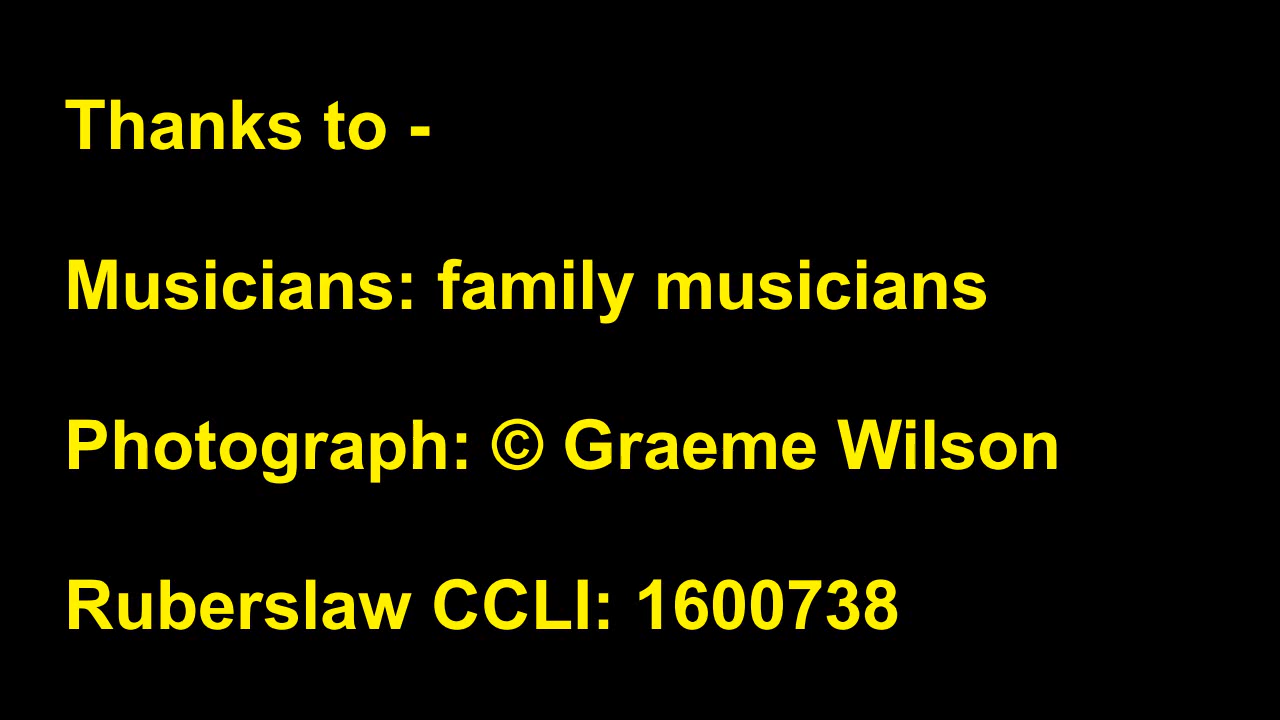 Thanks to -
Musicians: family musicians
Photograph: © Graeme Wilson
Ruberslaw CCLI: 1600738